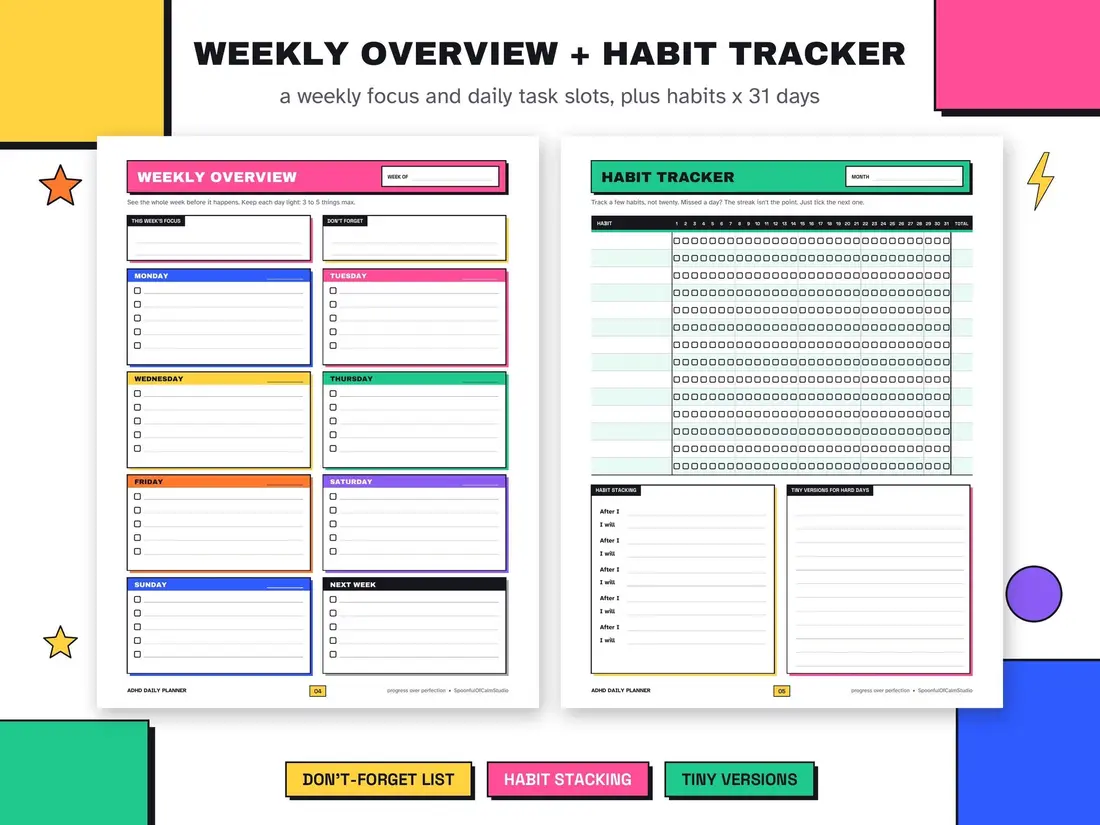 WEEKLY OVERVIEW + HABIT TRACKER
a weekly focus and daily task slots, plus habits x 31 days
WEEKLY OVERVIEW
WEEK OF
See the whole week before it happens. Keep each day light: 3 to 5 things max.
THIS WEEK'S FOCUS
DON'T FORGET
MONDAY
TUESDAY
WEDNESDAY
THURSDAY
FRIDAY
SATURDAY
SUNDAY
NEXT WEEK
ADHD DAILY PLANNER
04
progress over perfection • SpoonfulOfCalmStudio
HABIT TRACKER
MONTH
Track a few habits, not twenty. Missed a day? The streak isn't the point. Just tick the next one.
HABIT 1 2 3 4 5 6 7 8 9 10 11 12 13 14 15 16 17 18 19 20 21 22 23 24 25 26 27 28 29 30 31 TOTAL
HABIT STACKING
After I
I will
After I
I will
After I
I will
After I
I will
After I
I will
TINY VERSIONS FOR HARD DAYS
ADHD DAILY PLANNER
05
progress over perfection • SpoonfulOfCalmStudio
DON'T-FORGET LIST
HABIT STACKING
TINY VERSIONS